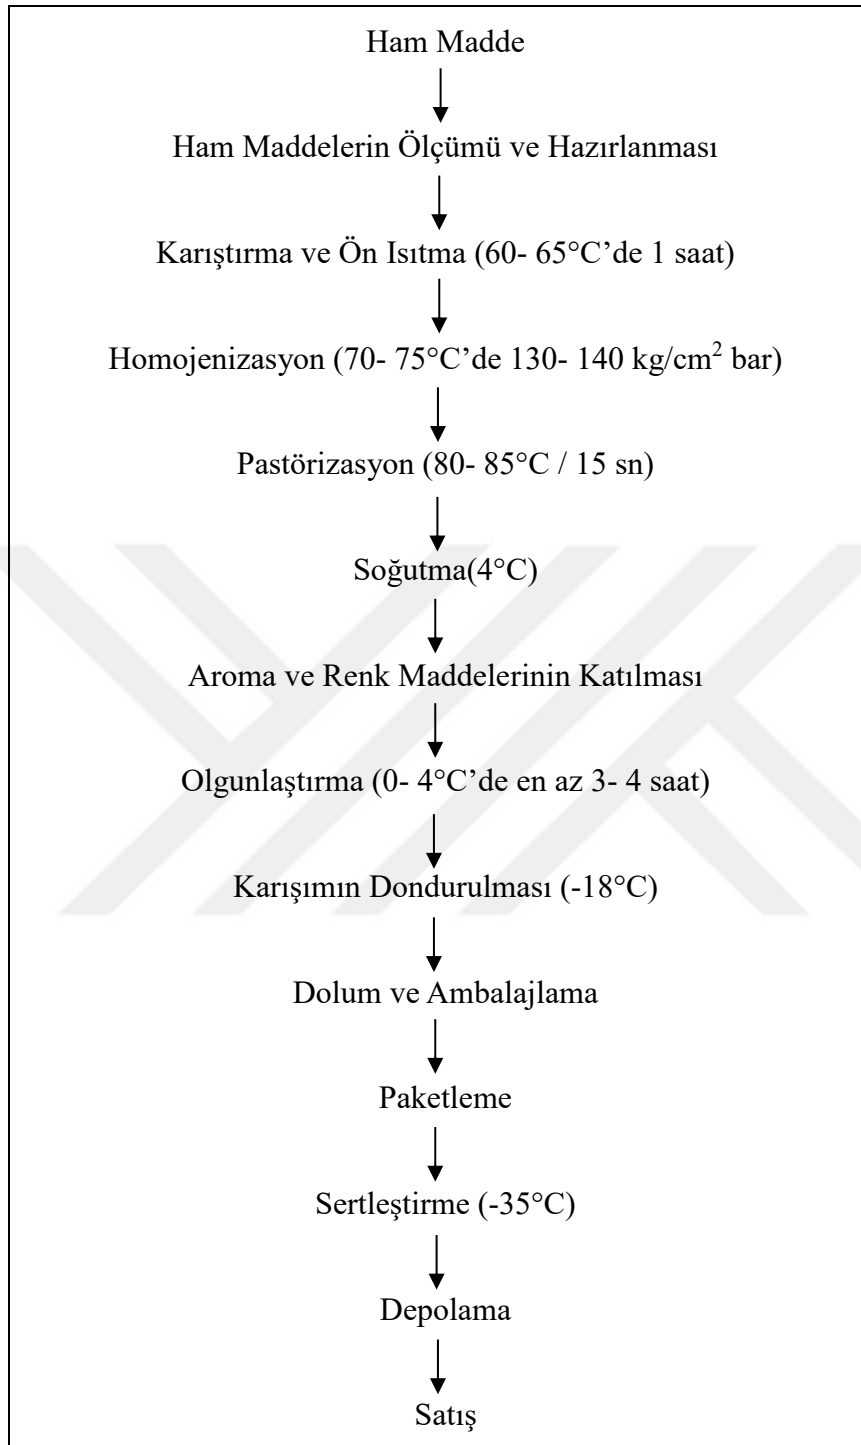 Ham Madde
Ham Maddelerin Ölçümü ve Hazırlanması
Karıştırma ve Ön Isıtma (60- 65°C’de 1 saat)
Homojenizasyon (70- 75°C’de 130- 140 kg/cm² bar)
Pastörizasyon (80- 85°C / 15 sn)
Soğutma(4°C)
Aroma ve Renk Maddelerinin Katılması
Olgunlaştırma (0- 4°C’de en az 3- 4 saat)
Karışımın Dondurulması (-18°C)
Dolum ve Ambalajlama
Paketleme
Sertleştirme (-35°C)
Depolama
Satış